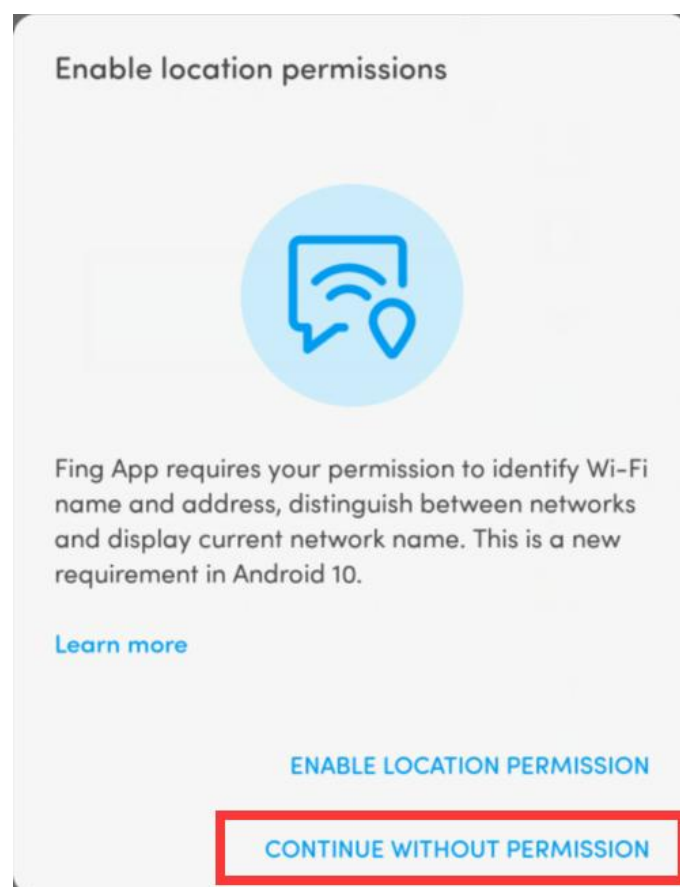 Enable location permissions
Fing App requires your permission to identify Wi-Fi
name and address, distinguish between networks
and display current network name. This is a new
requirement in Android 10.
Learn more
ENABLE LOCATION PERMISSION
CONTINUE WITHOUT PERMISSION